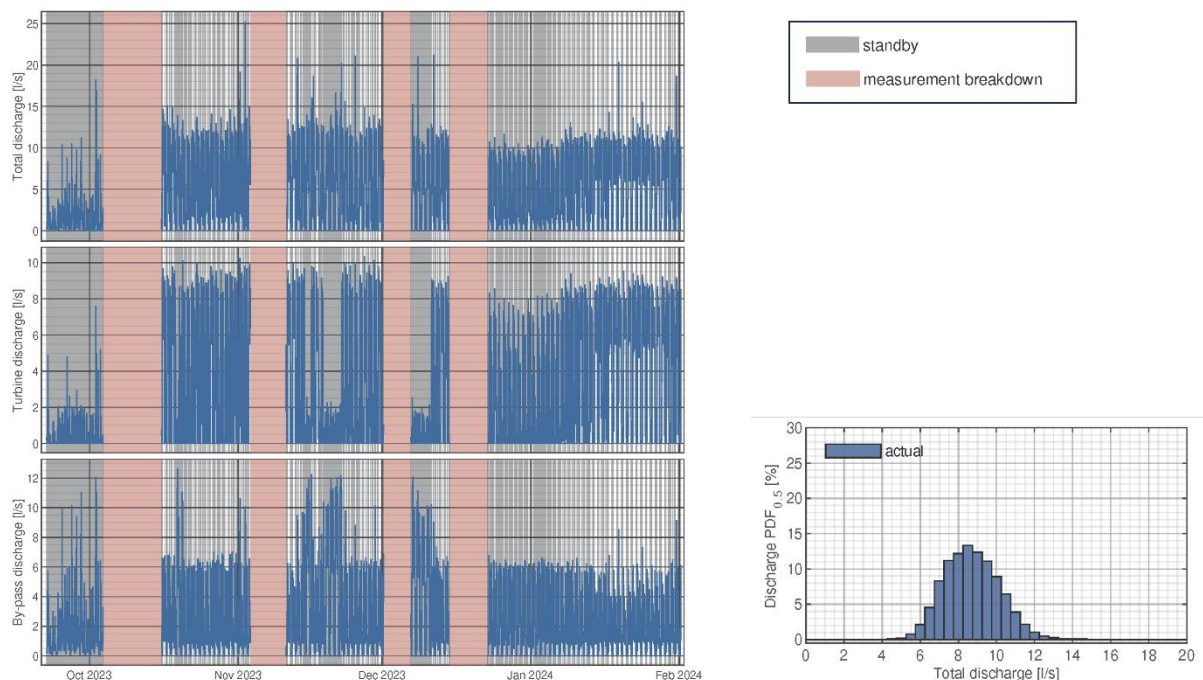 standby
measurement breakdown
Total discharge [l/s]
25
20
15
10
5
0
Turbine discharge [l/s]
10
8
6
4
2
0
By-pass discharge [l/s]
12
10
8
6
4
2
0
Oct 2023 Nov 2023 Dec 2023 Jan 2024 Feb 2024
actual
Discharge PDF0.5 [%]
30
25
20
15
10
5
0
0 2 4 6 8 10 12 14 16 18 20
Total discharge [l/s]